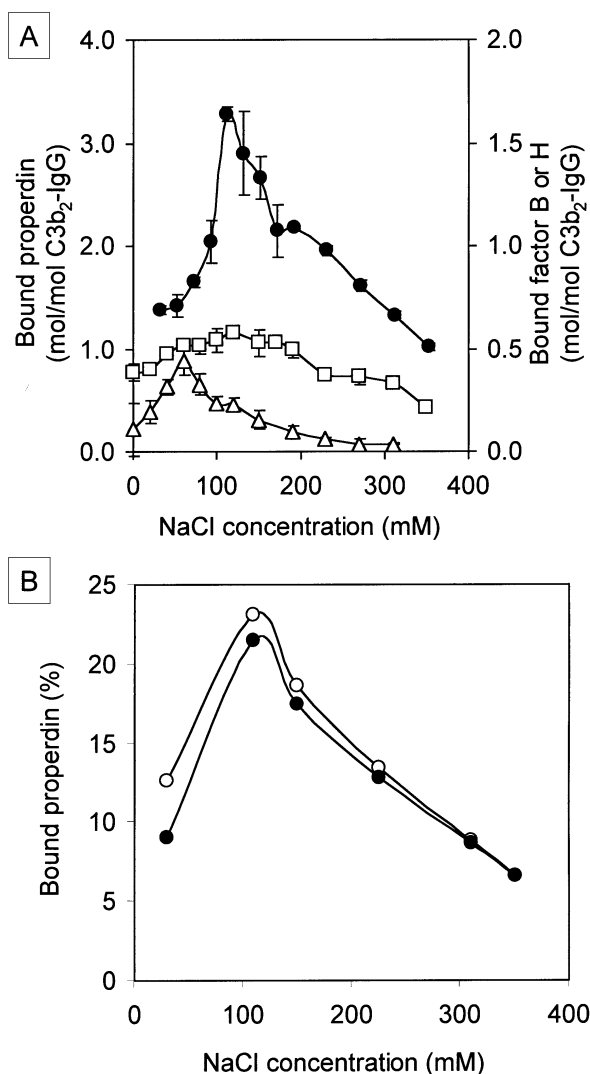 A
4.0
3.0
2.0
1.0
0.0
Bound properdin
(mol/mol C3b2-IgG)
2.0
1.5
1.0
0.5
0.0
Bound factor B or H
(mol/mol C3b2-IgG)
0 100 200 300 400
NaCl concentration (mM)
B
25
20
15
10
5
0
Bound properdin (%)
0 100 200 300 400
NaCl concentration (mM)